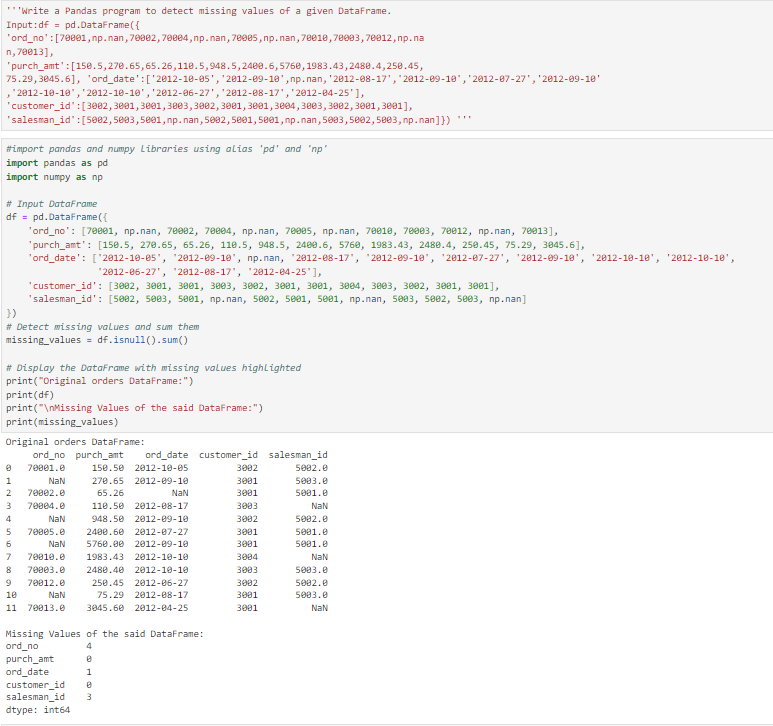 '''Write a Pandas program to detect missing values of a given DataFrame.
Input:df = pd.DataFrame({
'ord_no':[70001,np.nan,70002,70004,np.nan,70005,np.nan,70010,70003,70012,np.na
n,70013],
'purch_amt':[150.5,270.65,65.26,110.5,948.5,2400.6,5760,1983.43,2480.4,250.45,
75.29,3045.6], 'ord_date':['2012-10-05','2012-09-10',np.nan,'2012-08-17','2012-09-10','2012-07-27','2012-09-10'
,'2012-10-10','2012-10-10','2012-06-27','2012-08-17','2012-04-25'],
'customer_id':[3002,3001,3001,3003,3002,3001,3001,3004,3003,3002,3001,3001],
'salesman_id':[5002,5003,5001,np.nan,5002,5001,5001,np.nan,5003,5002,5003,np.nan]}) '''
#import pandas and numpy libraries using alias 'pd' and 'np'
import pandas as pd
import numpy as np
# Input DataFrame
df = pd.DataFrame({
'ord_no': [70001, np.nan, 70002, 70004, np.nan, 70005, np.nan, 70010, 70003, 70012, np.nan, 70013],
'purch_amt': [150.5, 270.65, 65.26, 110.5, 948.5, 2400.6, 5760, 1983.43, 2480.4, 250.45, 75.29, 3045.6],
'ord_date': ['2012-10-05', '2012-09-10', np.nan, '2012-08-17', '2012-09-10', '2012-07-27', '2012-09-10', '2012-10-10', '2012-10-10',
'2012-06-27', '2012-08-17', '2012-04-25'],
'customer_id': [3002, 3001, 3001, 3003, 3002, 3001, 3001, 3004, 3003, 3002, 3001, 3001],
'salesman_id': [5002, 5003, 5001, np.nan, 5002, 5001, 5001, np.nan, 5003, 5002, 5003, np.nan]
})
# Detect missing values and sum them
missing_values = df.isnull().sum()
# Display the DataFrame with missing values highlighted
print("Original orders DataFrame:")
print(df)
print("\nMissing Values of the said DataFrame:")
print(missing_values)
Original orders DataFrame:
ord_no purch_amt ord_date customer_id salesman_id
0 70001.0 150.50 2012-10-05 3002 5002.0
1 NaN 270.65 2012-09-10 3001 5003.0
2 70002.0 65.26 NaN 3001 5001.0
3 70004.0 110.50 2012-08-17 3003 NaN
4 NaN 948.50 2012-09-10 3002 5002.0
5 70005.0 2400.60 2012-07-27 3001 5001.0
6 NaN 5760.00 2012-09-10 3001 5001.0
7 70010.0 1983.43 2012-10-10 3004 NaN
8 70003.0 2480.40 2012-10-10 3003 5003.0
9 70012.0 250.45 2012-06-27 3002 5002.0
10 NaN 75.29 2012-08-17 3001 5003.0
11 70013.0 3045.60 2012-04-25 3001 NaN
Missing Values of the said DataFrame:
ord_no 4
purch_amt 0
ord_date 1
customer_id 0
salesman_id 3
dtype: int64